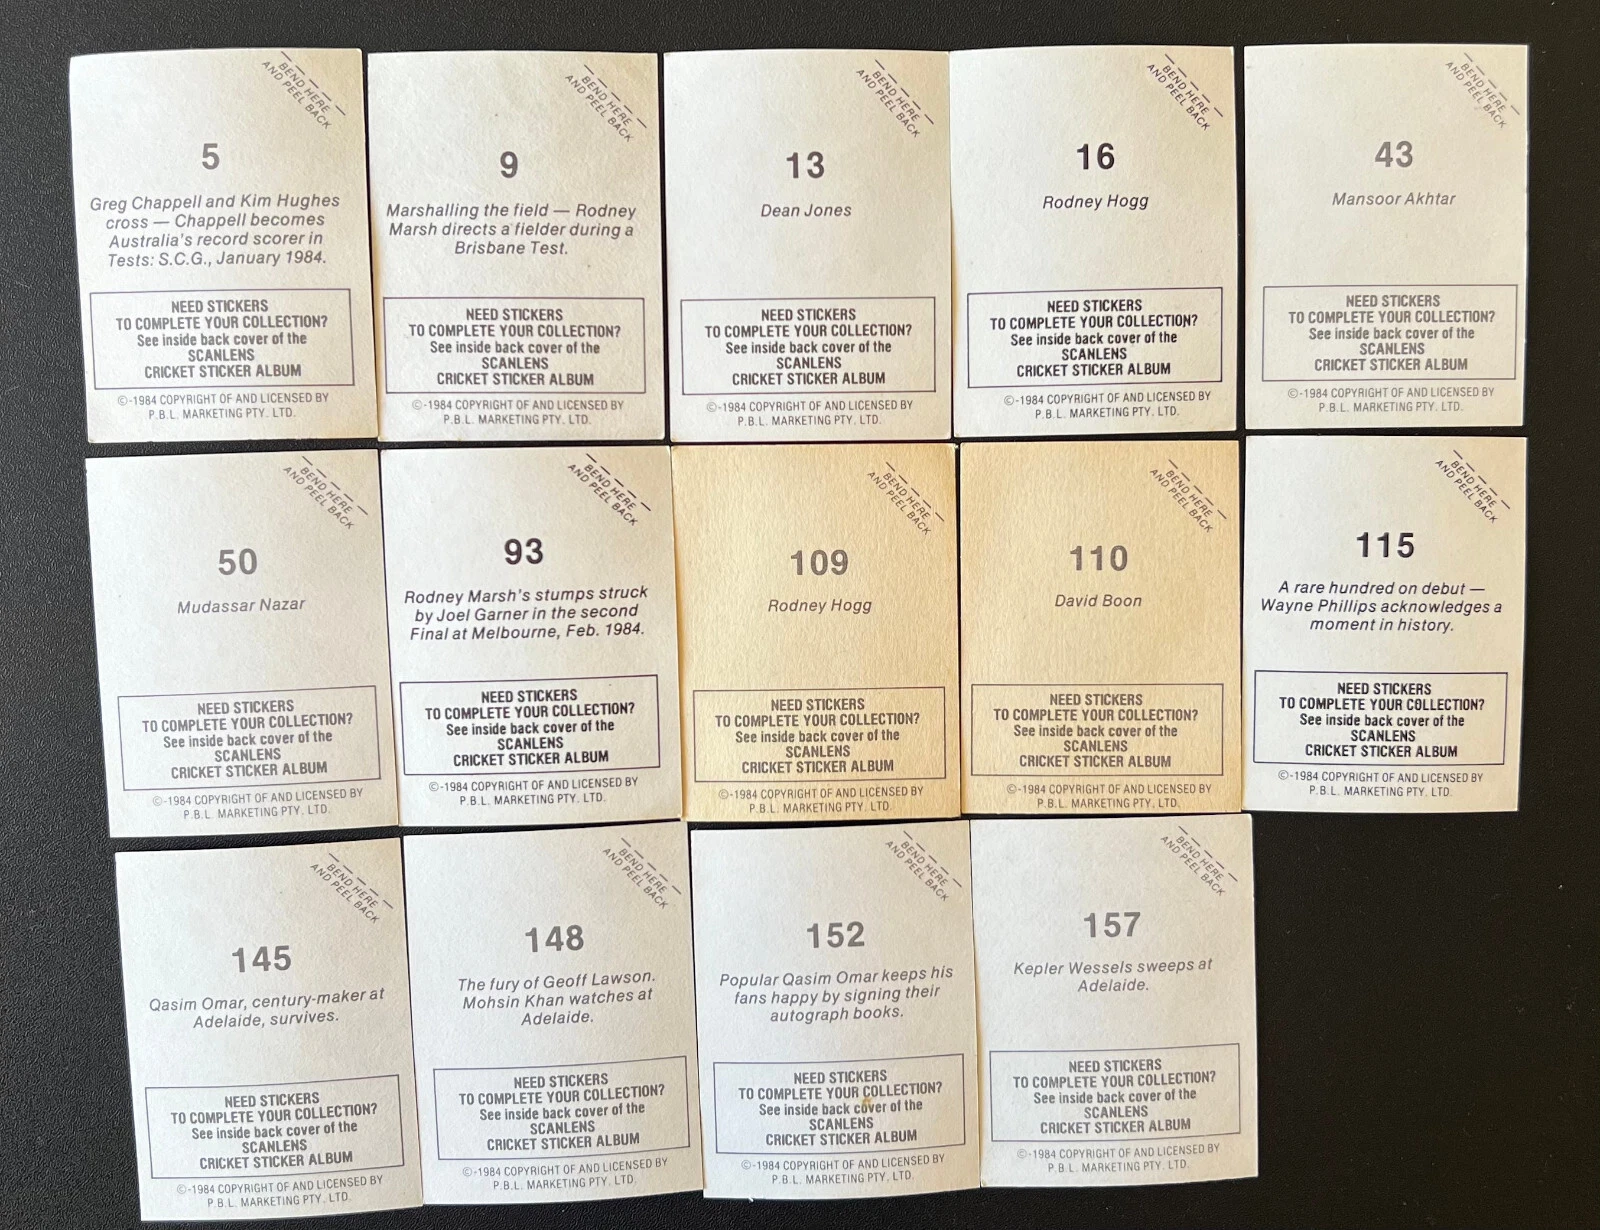 BEND HERE
AND PEEL BACK
5
Greg Chappell and Kim Hughes
cross — Chappell becomes
Australia's record scorer in
Tests: S.C.G., January 1984.
NEED STICKERS
TO COMPLETE YOUR COLLECTION?
See inside back cover of the
SCANLENS
CRICKET STICKER ALBUM
©-1984 COPYRIGHT OF AND LICENSED BY
P.B.L. MARKETING PTY. LTD.
BEND HERE
AND PEEL BACK
9
Marshalling the field — Rodney
Marsh directs a fielder during a
Brisbane Test.
NEED STICKERS
TO COMPLETE YOUR COLLECTION?
See inside back cover of the
SCANLENS
CRICKET STICKER ALBUM
©-1984 COPYRIGHT OF AND LICENSED BY
P.B.L. MARKETING PTY. LTD.
BEND HERE
AND PEEL BACK
13
Dean Jones
NEED STICKERS
TO COMPLETE YOUR COLLECTION?
See inside back cover of the
SCANLENS
CRICKET STICKER ALBUM
©-1984 COPYRIGHT OF AND LICENSED BY
P.B.L. MARKETING PTY. LTD.
BEND HERE
AND PEEL BACK
16
Rodney Hogg
NEED STICKERS
TO COMPLETE YOUR COLLECTION?
See inside back cover of the
SCANLENS
CRICKET STICKER ALBUM
©-1984 COPYRIGHT OF AND LICENSED BY
P.B.L. MARKETING PTY. LTD.
BEND HERE
AND PEEL BACK
43
Mansoor Akhtar
NEED STICKERS
TO COMPLETE YOUR COLLECTION?
See inside back cover of the
SCANLENS
CRICKET STICKER ALBUM
©-1984 COPYRIGHT OF AND LICENSED BY
P.B.L. MARKETING PTY. LTD.
BEND HERE
AND PEEL BACK
50
Mudassar Nazar
NEED STICKERS
TO COMPLETE YOUR COLLECTION?
See inside back cover of the
SCANLENS
CRICKET STICKER ALBUM
©-1984 COPYRIGHT OF AND LICENSED BY
P.B.L. MARKETING PTY. LTD.
BEND HERE
AND PEEL BACK
93
Rodney Marsh's stumps struck
by Joel Garner in the second
Final at Melbourne, Feb. 1984.
NEED STICKERS
TO COMPLETE YOUR COLLECTION?
See inside back cover of the
SCANLENS
CRICKET STICKER ALBUM
©-1984 COPYRIGHT OF AND LICENSED BY
P.B.L. MARKETING PTY. LTD.
BEND HERE
AND PEEL BACK
109
Rodney Hogg
NEED STICKERS
TO COMPLETE YOUR COLLECTION?
See inside back cover of the
SCANLENS
CRICKET STICKER ALBUM
©-1984 COPYRIGHT OF AND LICENSED BY
P.B.L. MARKETING PTY. LTD.
BEND HERE
AND PEEL BACK
110
David Boon
NEED STICKERS
TO COMPLETE YOUR COLLECTION?
See inside back cover of the
SCANLENS
CRICKET STICKER ALBUM
©-1984 COPYRIGHT OF AND LICENSED BY
P.B.L. MARKETING PTY. LTD.
BEND HERE
AND PEEL BACK
115
A rare hundred on debut —
Wayne Phillips acknowledges a
moment in history.
NEED STICKERS
TO COMPLETE YOUR COLLECTION?
See inside back cover of the
SCANLENS
CRICKET STICKER ALBUM
©-1984 COPYRIGHT OF AND LICENSED BY
P.B.L. MARKETING PTY. LTD.
BEND HERE
AND PEEL BACK
145
Qasim Omar, century-maker at
Adelaide, survives.
NEED STICKERS
TO COMPLETE YOUR COLLECTION?
See inside back cover of the
SCANLENS
CRICKET STICKER ALBUM
©-1984 COPYRIGHT OF AND LICENSED BY
P.B.L. MARKETING PTY. LTD.
BEND HERE
AND PEEL BACK
148
The fury of Geoff Lawson.
Mohsin Khan watches at
Adelaide.
NEED STICKERS
TO COMPLETE YOUR COLLECTION?
See inside back cover of the
SCANLENS
CRICKET STICKER ALBUM
©-1984 COPYRIGHT OF AND LICENSED BY
P.B.L. MARKETING PTY. LTD.
BEND HERE
AND PEEL BACK
152
Popular Qasim Omar keeps his
fans happy by signing their
autograph books.
NEED STICKERS
TO COMPLETE YOUR COLLECTION?
See inside back cover of the
SCANLENS
CRICKET STICKER ALBUM
©-1984 COPYRIGHT OF AND LICENSED BY
P.B.L. MARKETING PTY. LTD.
BEND HERE
AND PEEL BACK
157
Kepler Wessels sweeps at
Adelaide.
NEED STICKERS
TO COMPLETE YOUR COLLECTION?
See inside back cover of the
SCANLENS
CRICKET STICKER ALBUM
©-1984 COPYRIGHT OF AND LICENSED BY
P.B.L. MARKETING PTY. LTD.